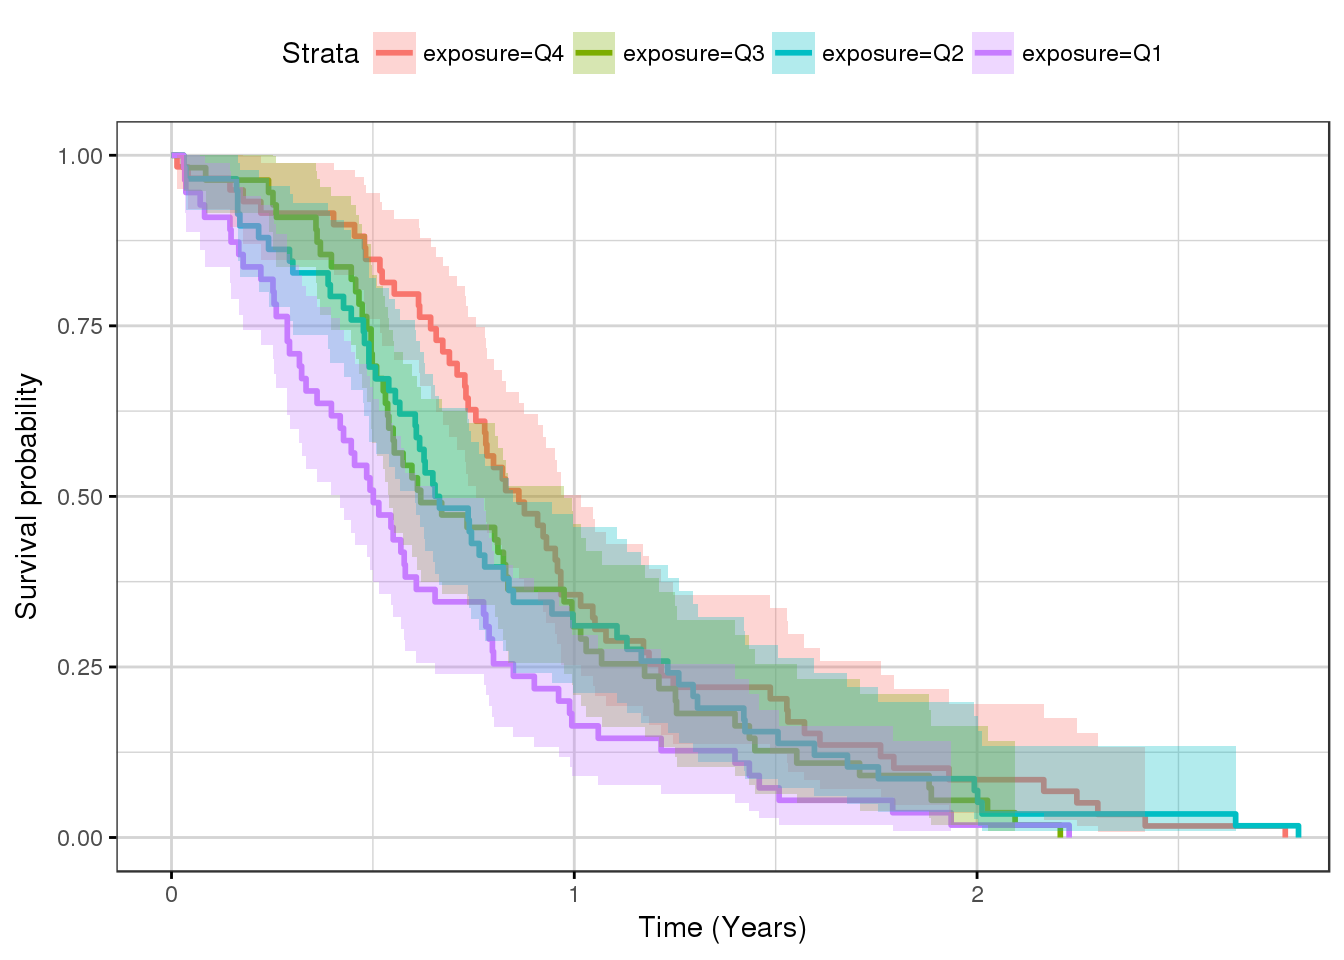 Strata exposure=Q4 exposure=Q3 exposure=Q2 exposure=Q1
1.00
0.75
0.50
0.25
0.00
Survival probability
0 1 2
Time (Years)